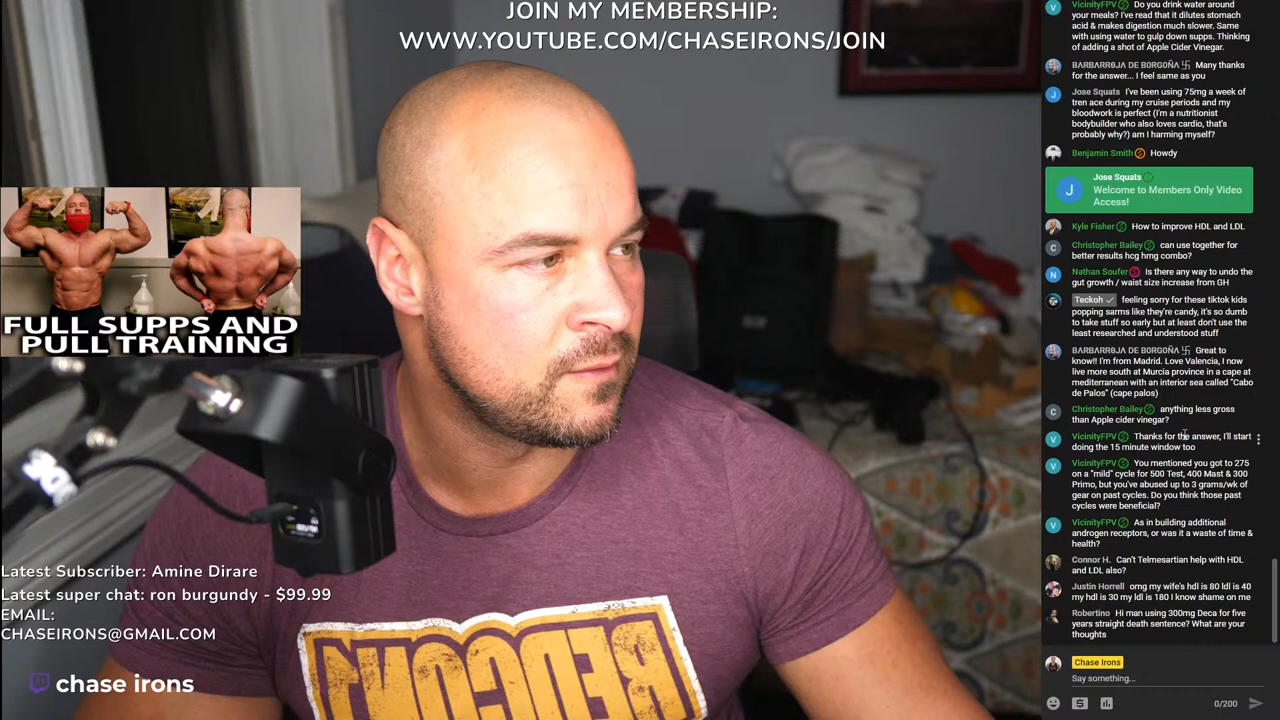 JOIN MY MEMBERSHIP:
WWW.YOUTUBE.COM/CHASEIRONS/JOIN
FULL SUPPS AND
PULL TRAINING
Latest Subscriber: Amine Dirare
Latest super chat: ron burgundy - $99.99
EMAIL:
CHASEIRONS@GMAIL.COM
chase irons
REDCON1
V VicinityFPV Do you drink water around
your meals? I've read that it dilutes stomach
acid & makes digestion much slower. Same
with using water to gulp down supps. Thinking
of adding a shot of Apple Cider Vinegar.
BΛRBΛRRθJΛ DE BθRGθÑΛ 卐 Many thanks
for the answer... I feel same as you
J Jose Squats I've been using 75mg a week of
tren ace during my cruise periods and my
bloodwork is perfect (I'm a nutritionist
bodybuilder who also loves cardio, that's
probably why?) am I harming myself?
Benjamin Smith Howdy
Jose Squats
J Welcome to Members Only Video
Access!
Kyle Fisher How to improve HDL and LDL
C Christopher Bailey can use together for
better results hcg hmg combo?
N Nathan Soufer Is there any way to undo the
gut growth / waist size increase from GH
Teckoh ✓ feeling sorry for these tiktok kids
popping sarms like they're candy, it's so dumb
to take stuff so early but at least don't use the
least researched and understood stuff
BΛRBΛRRθJΛ DE BθRGθÑΛ 卐 Great to
know!! I'm from Madrid. Love Valencia, I now
live more south at Murcia province in a cape at
mediterranean with an interior sea called "Cabo
de Palos" (cape palos)
C Christopher Bailey anything less gross
than Apple cider vinegar?
V VicinityFPV Thanks for the answer, I'll start
doing the 15 minute window too
V VicinityFPV You mentioned you got to 275
on a "mild" cycle for 500 Test, 400 Mast & 300
Primo, but you've abused up to 3 grams/wk of
gear on past cycles. Do you think those past
cycles were beneficial?
V VicinityFPV As in building additional
androgen receptors, or was it a waste of time &
health?
Connor H. Can't Telmesartian help with HDL
and LDL also?
Justin Horrell omg my wife's hdl is 80 ldl is 40
my hdl is 30 my ldl is 180 I know shame on me
Robertino Hi man using 300mg Deca for five
years straight death sentence? What are your
thoughts
Chase Irons
Say something...
0/200